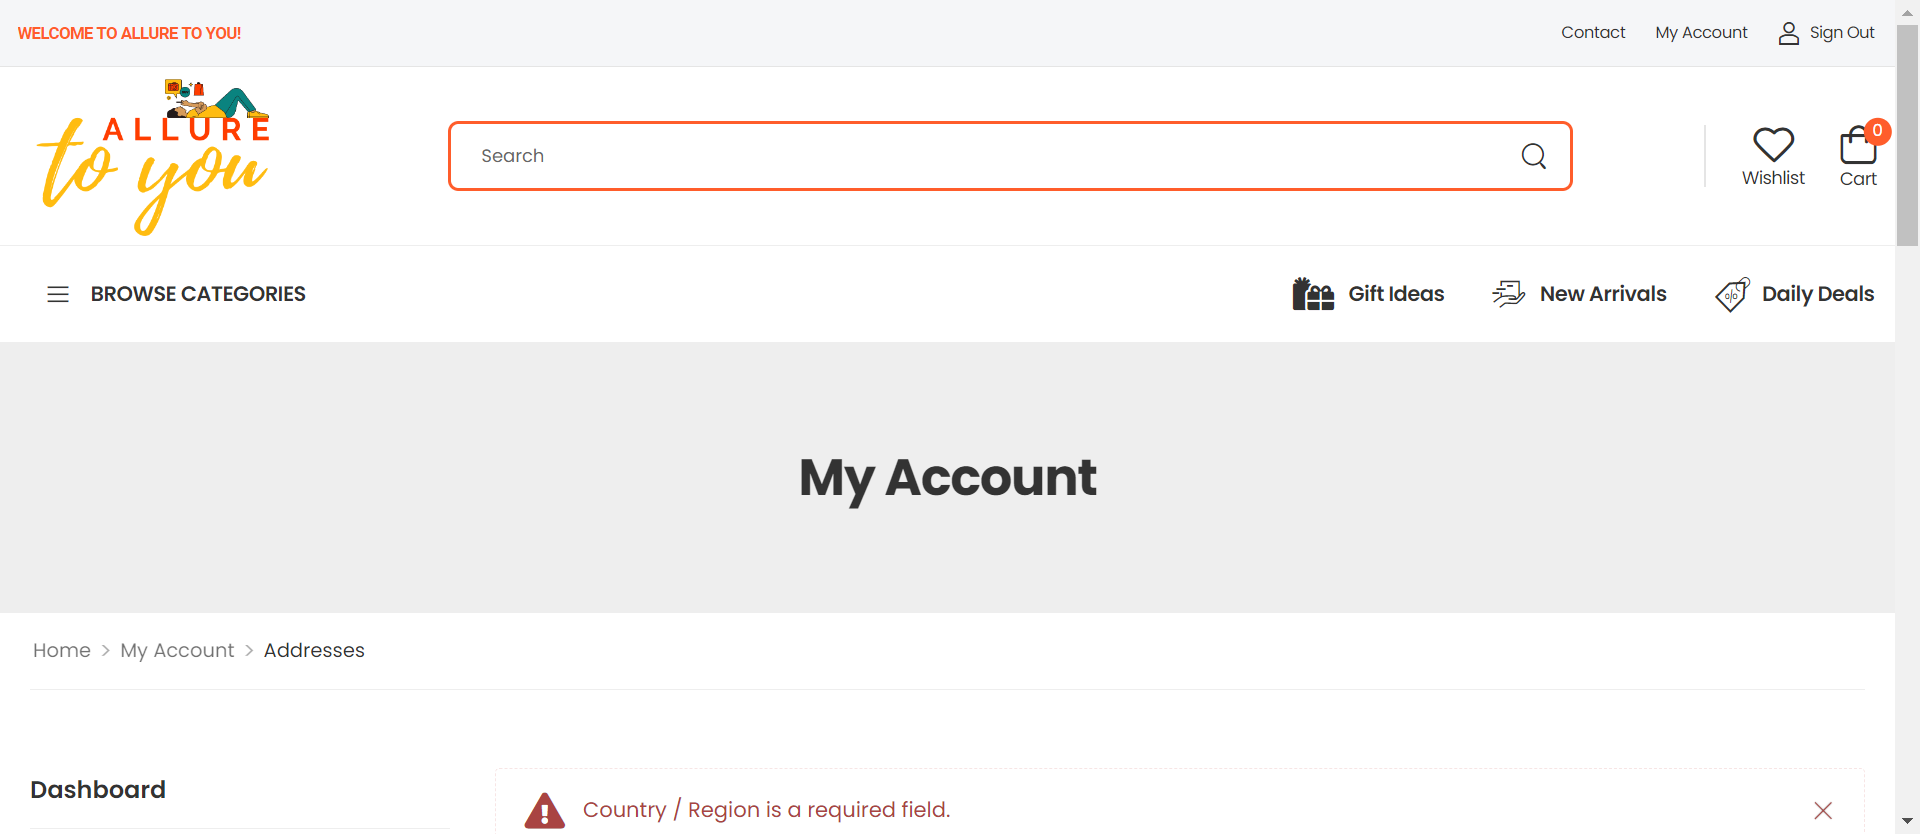 WELCOME TO ALLURE TO YOU!
Contact
My Account
Sign Out
ALLURE
to you
Search
Wishlist
0
Cart
BROWSE CATEGORIES
Gift Ideas
New Arrivals
Daily Deals
My Account
Home > My Account > Addresses
Dashboard
Country / Region is a required field.